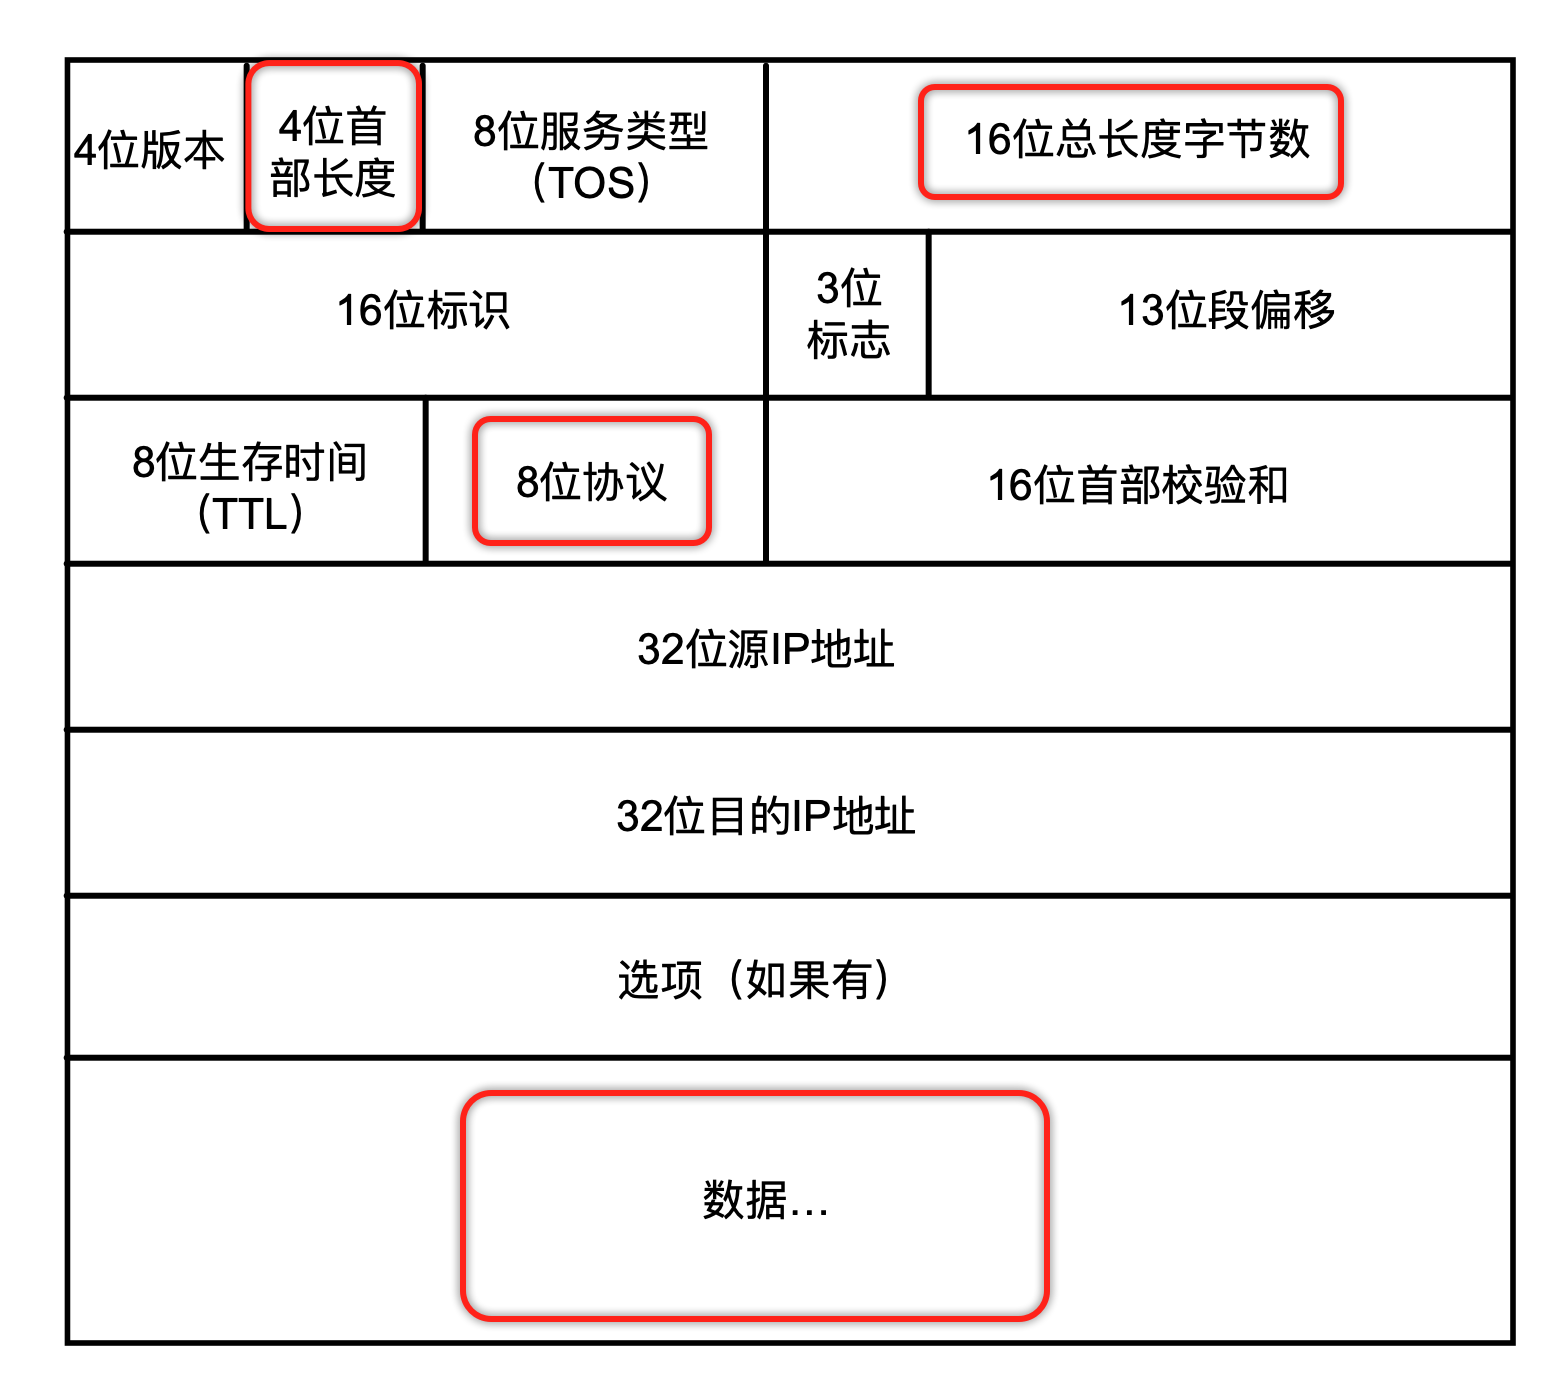 4位版本
4位首
部长度
8位服务类型
(TOS)
16位总长度字节数
16位标识
3位
标志
13位段偏移
8位生存时间
(TTL)
8位协议
16位首部校验和
32位源IP地址
32位目的IP地址
选项（如果有）
数据...